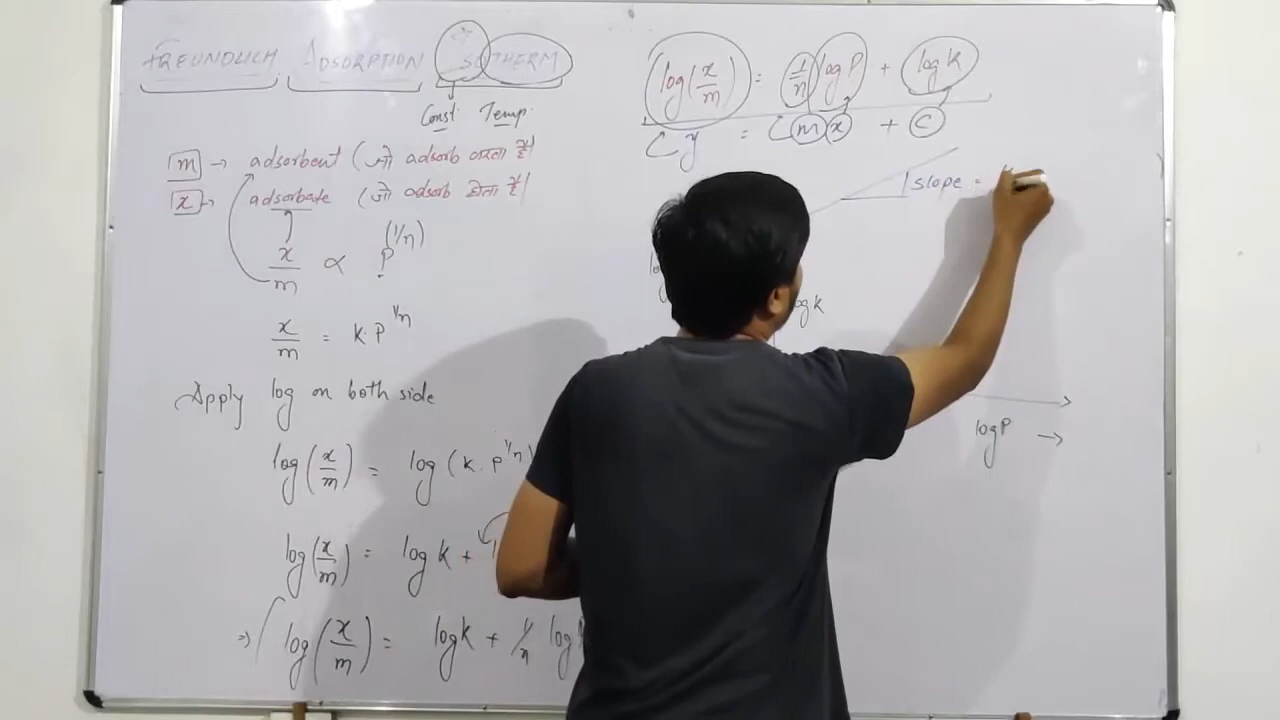 FREUNDLICH ADSORPTION ISOTHERM
Const Temp.
m → adsorbent (जो adsorb करता है)
x → adsorbate (जो adsorb होता है)
x/m ∝ P^(1/n)
x/m = K.P^1/n
Apply log on both side
log(x/m) = log(K.P^1/n)
log(x/m) = log K +
⇒ log(x/m) = log K + 1/n log
log(x/m) = 1/n log P + log K
y = m x + c
slope =
log K
log P →